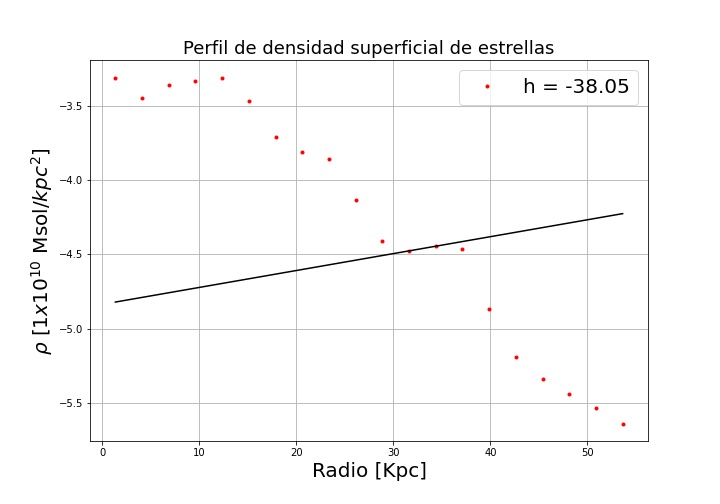 Perfil de densidad superficial de estrellas
h = -38.05
ρ [1x10¹⁰ Msol/kpc²]
−3.5
−4.0
−4.5
−5.0
−5.5
0 10 20 30 40 50
Radio [Kpc]